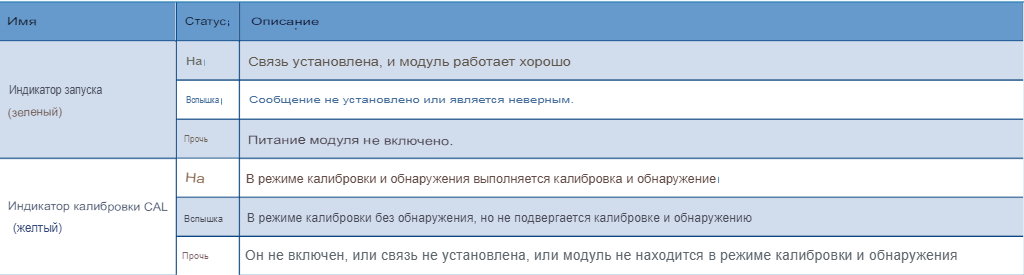 Имя Статус Описание
Индикатор запуска
(зеленый)
На Связь установлена, и модуль работает хорошо
Вспышка Сообщение не установлено или является неверным.
Прочь Питание модуля не включено.
Индикатор калибровки CAL
(желтый)
На В режиме калибровки и обнаружения выполняется калибровка и обнаружение
Вспышка В режиме калибровки без обнаружения, но не подвергается калибровке и обнаружению
Прочь Он не включен, или связь не установлена, или модуль не находится в режиме калибровки и обнаружения